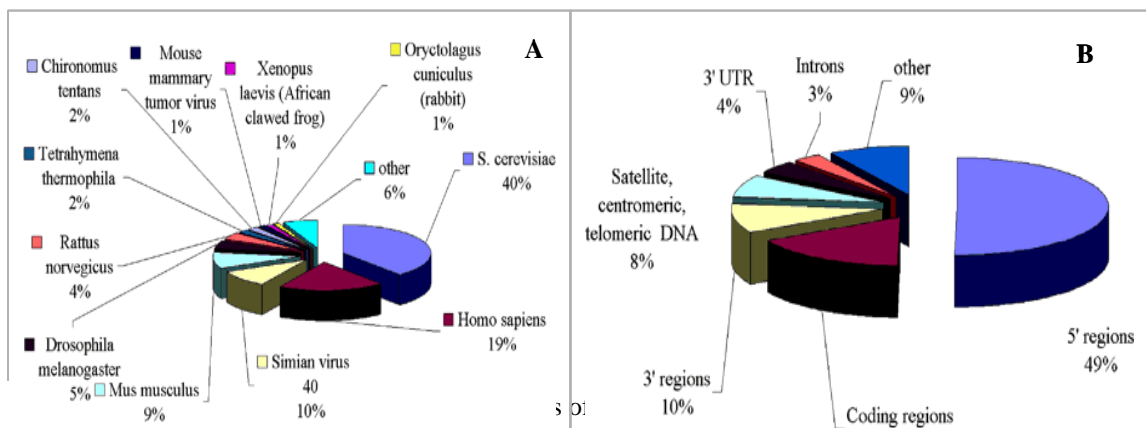 A
Chironomus
tentans
2%
Mouse
mammary
tumor virus
1%
Xenopus
laevis (African
clawed frog)
1%
Oryctolagus
cuniculus
(rabbit)
1%
Tetrahymena
thermophila
2%
other
6%
S. cerevisiae
40%
Rattus
norvegicus
4%
Homo sapiens
19%
Drosophila
melanogaster
5%
Mus musculus
9%
Simian virus
40
10%
B
3' UTR
4%
Introns
3%
other
9%
Satellite,
centromeric,
telomeric DNA
8%
5' regions
49%
3' regions
10%
Coding regions